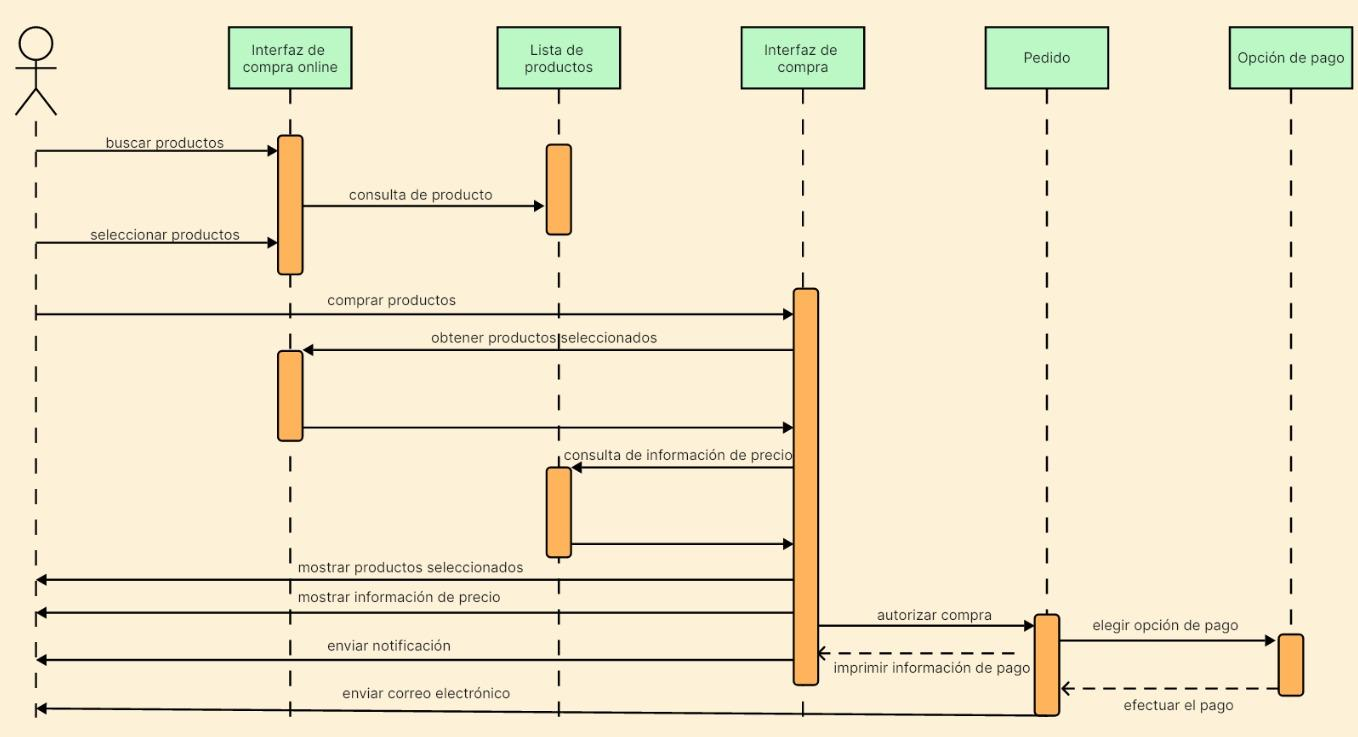 Interfaz de
compra online
Lista de
productos
Interfaz de
compra
Pedido
Opción de pago
buscar productos
consulta de producto
seleccionar productos
comprar productos
obtener productos seleccionados
consulta de información de precio
mostrar productos seleccionados
mostrar información de precio
autorizar compra
elegir opción de pago
enviar notificación
imprimir información de pago
enviar correo electrónico
efectuar el pago